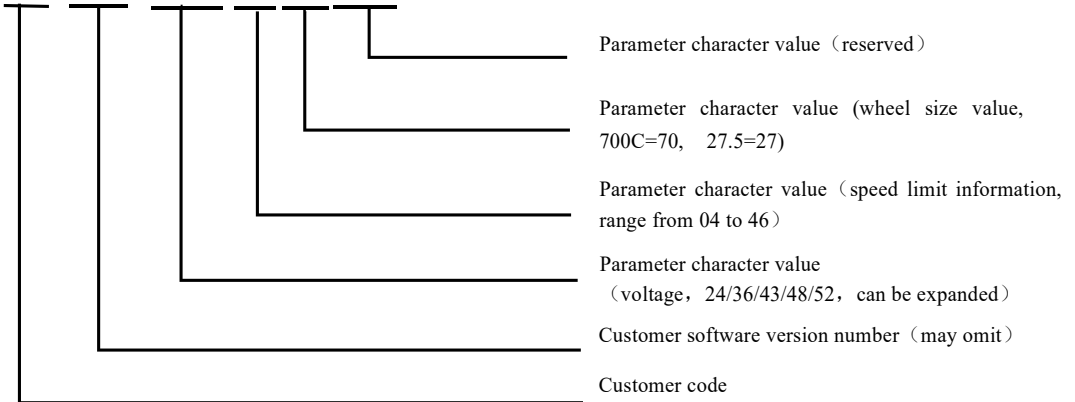 Parameter character value（reserved）
Parameter character value (wheel size value,
700C=70, 27.5=27)
Parameter character value（speed limit information,
range from 04 to 46）
Parameter character value
（voltage，24/36/43/48/52，can be expanded）
Customer software version number（may omit）
Customer code